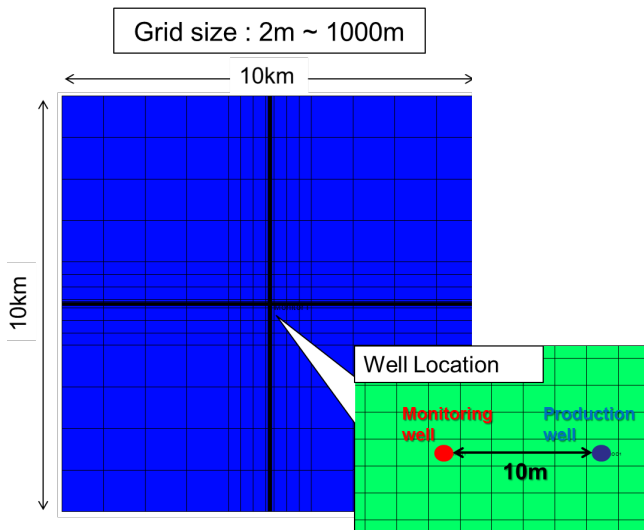 Grid size : 2m ~ 1000m
10km
10km
Well Location
Monitoring
well
Production
well
10m